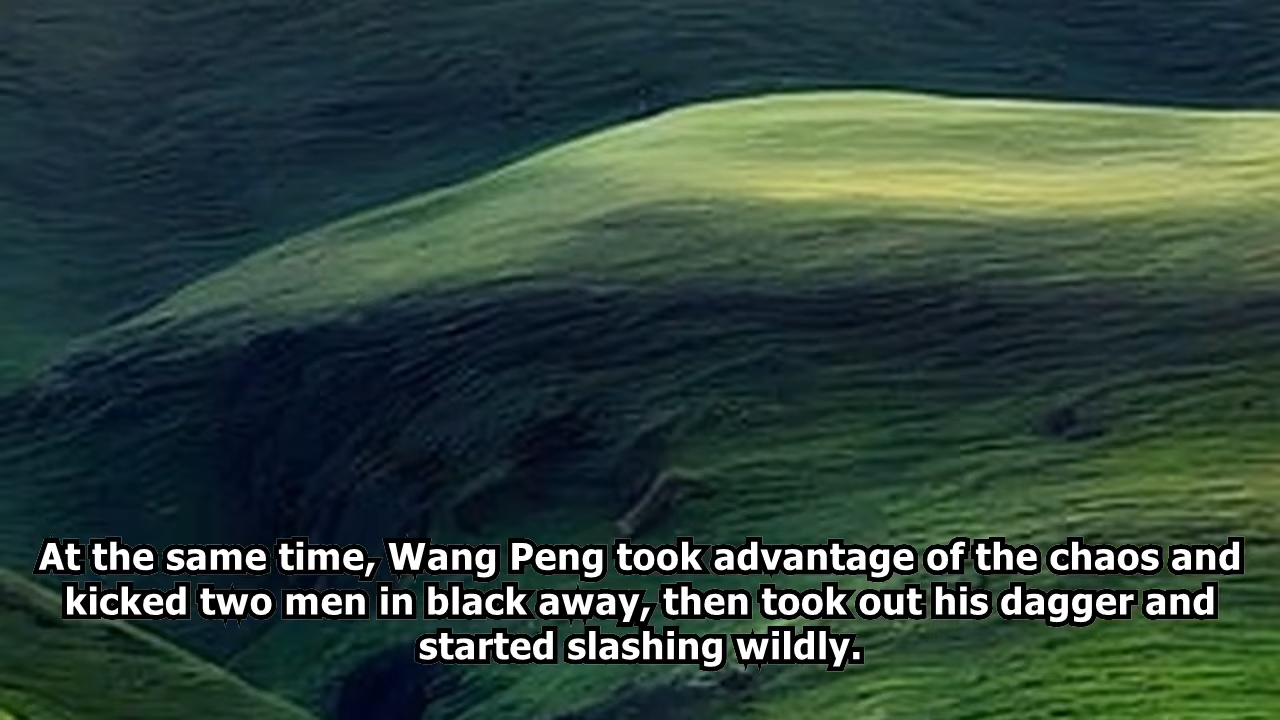 At the same time, Wang Peng took advantage of the chaos and
kicked two men in black away, then took out his dagger and
started slashing wildly.